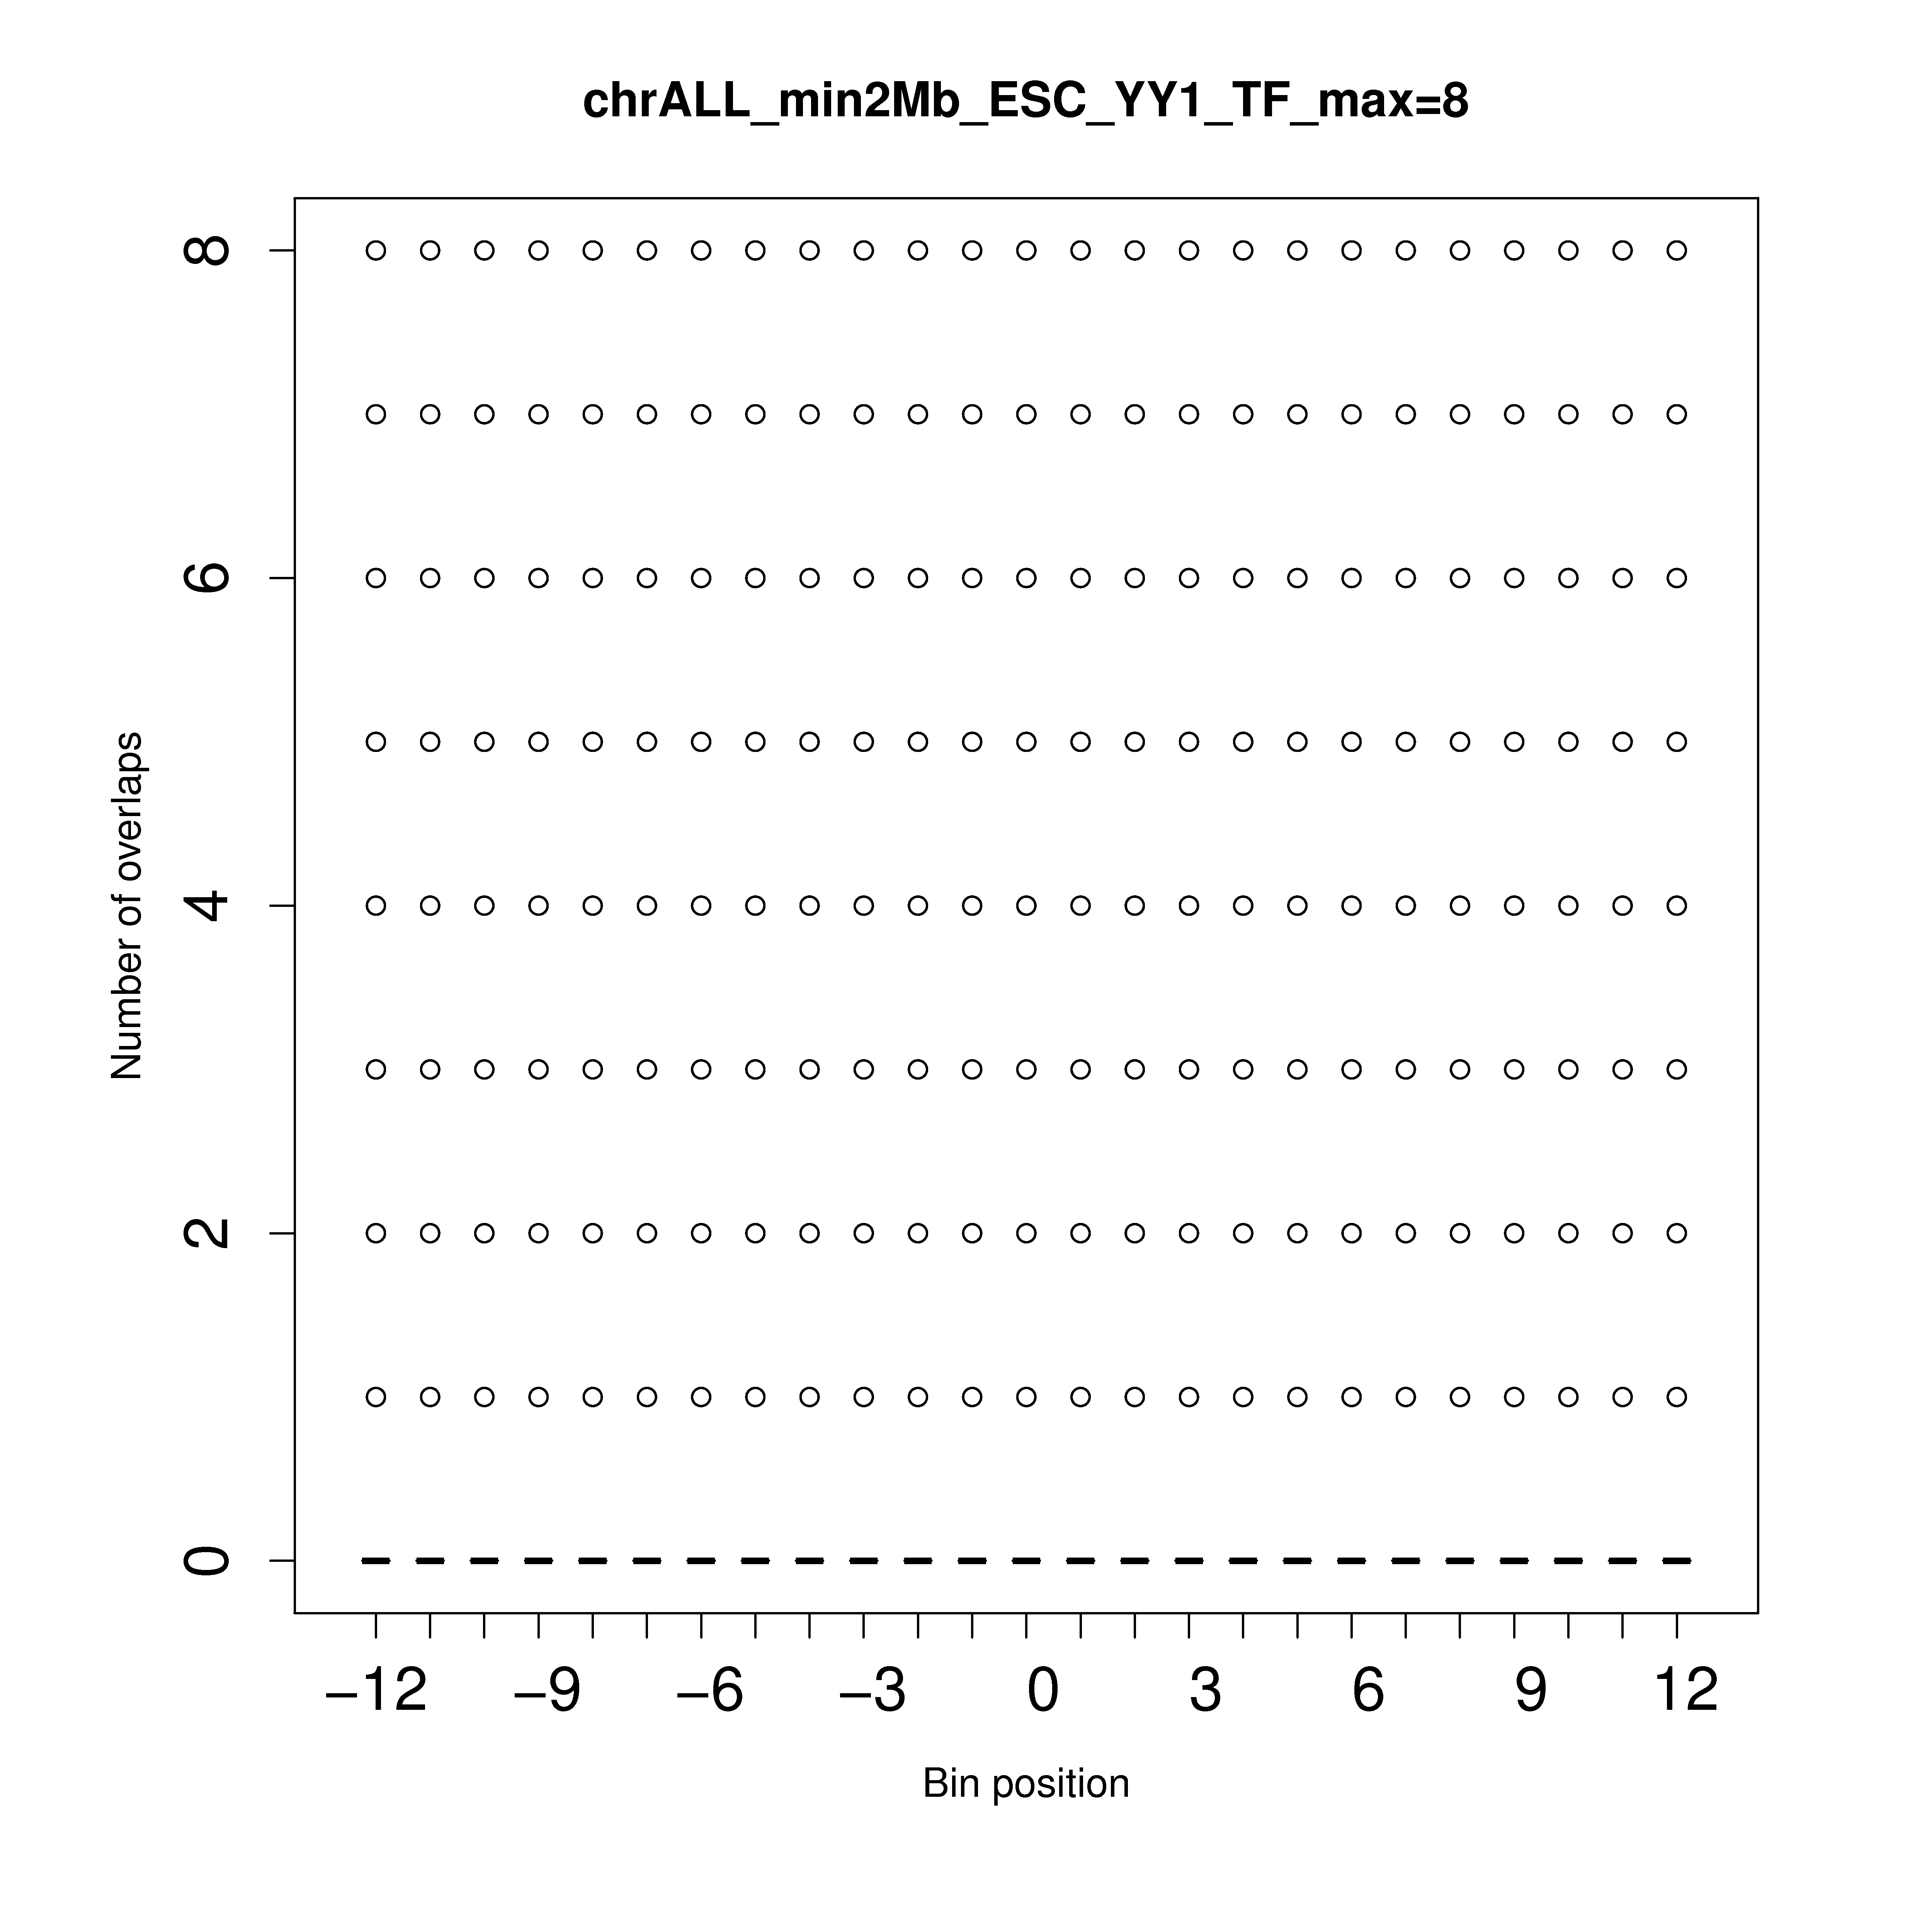 chrALL_min2Mb_ESC_YY1_TF_max=8
Number of overlaps
8
6
4
2
0
−12 −9 −6 −3 0 3 6 9 12
Bin position